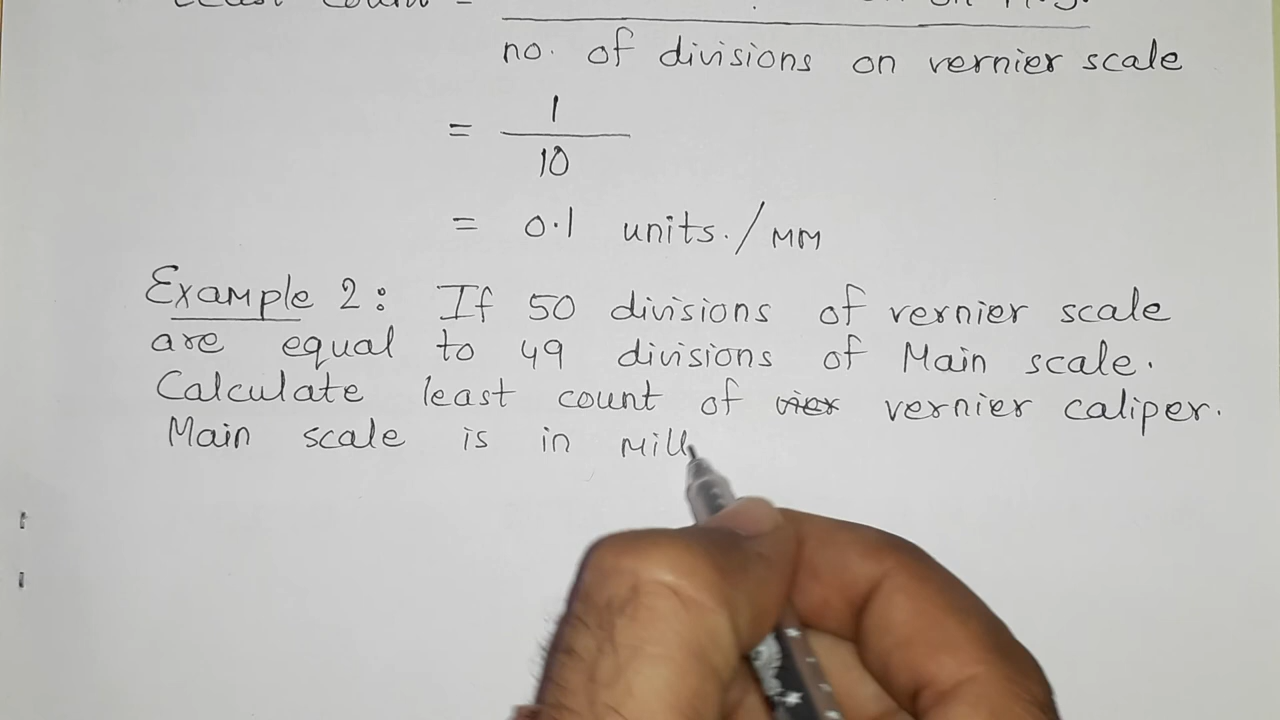 no. of divisions on vernier scale
= 1
10
= 0.1 units./MM
Example 2: If 50 divisions of vernier scale
are equal to 49 divisions of Main scale.
Calculate least count of vernier caliper.
Main scale is in Mill